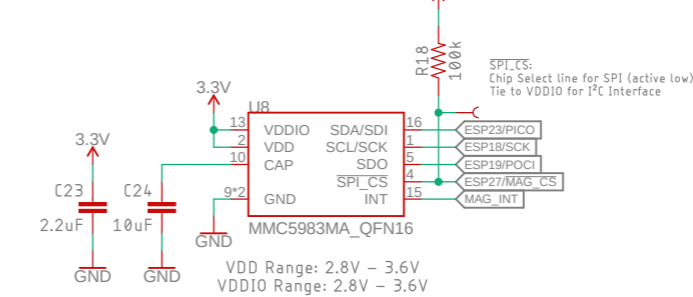 R18
100k
SPI_CS:
Chip Select line for SPI (active low)
Tie to VDDIO for I²C Interface
3.3V
U8
3.3V
13 VDDIO SDA/SDI 16 ESP23/PICO
2 VDD SCL/SCK 1 ESP18/SCK
10 CAP SDO 5 ESP19/POCI
SPI_CS 4 ESP27/MAG_CS
9*2 GND INT 15 MAG_INT
C23
2.2uF
C24
10uF
MMC5983MA_QFN16
GND
GND
GND
VDD Range: 2.8V – 3.6V
VDDIO Range: 2.8V – 3.6V